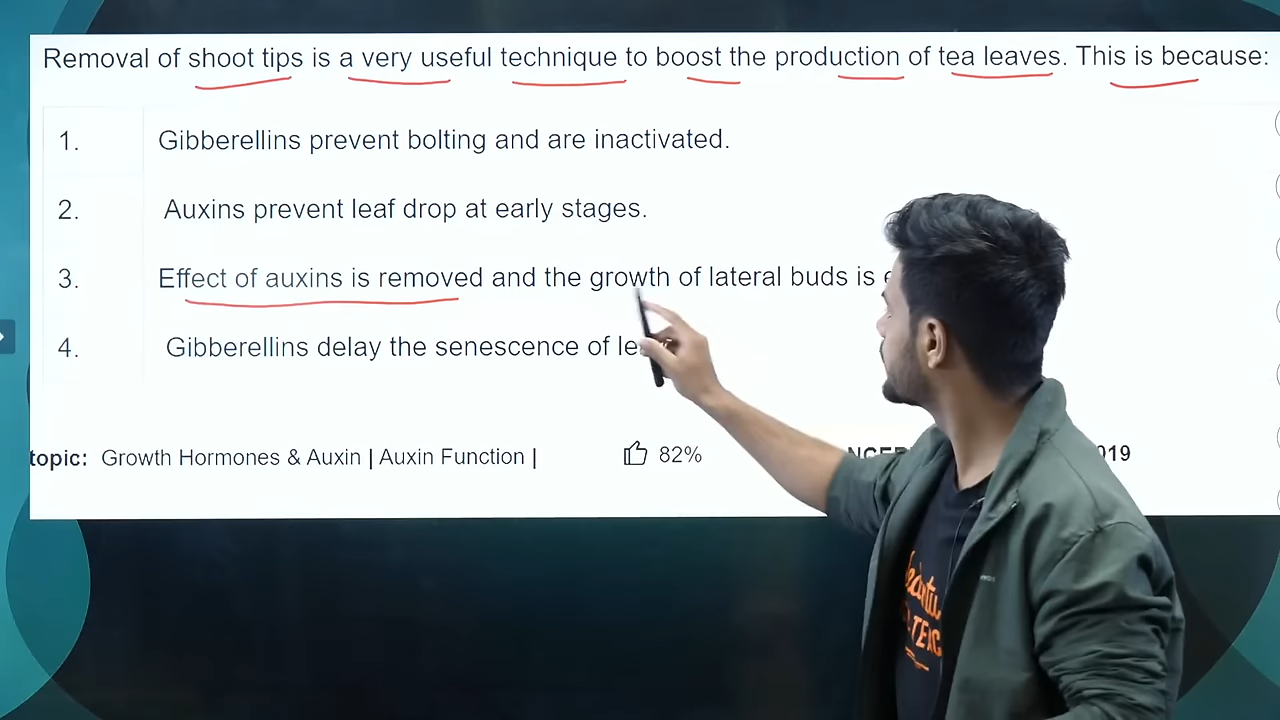 Removal of shoot tips is a very useful technique to boost the production of tea leaves. This is because:
1. Gibberellins prevent bolting and are inactivated.
2. Auxins prevent leaf drop at early stages.
3. Effect of auxins is removed and the growth of lateral buds is
4. Gibberellins delay the senescence of
topic: Growth Hormones & Auxin | Auxin Function |
82%